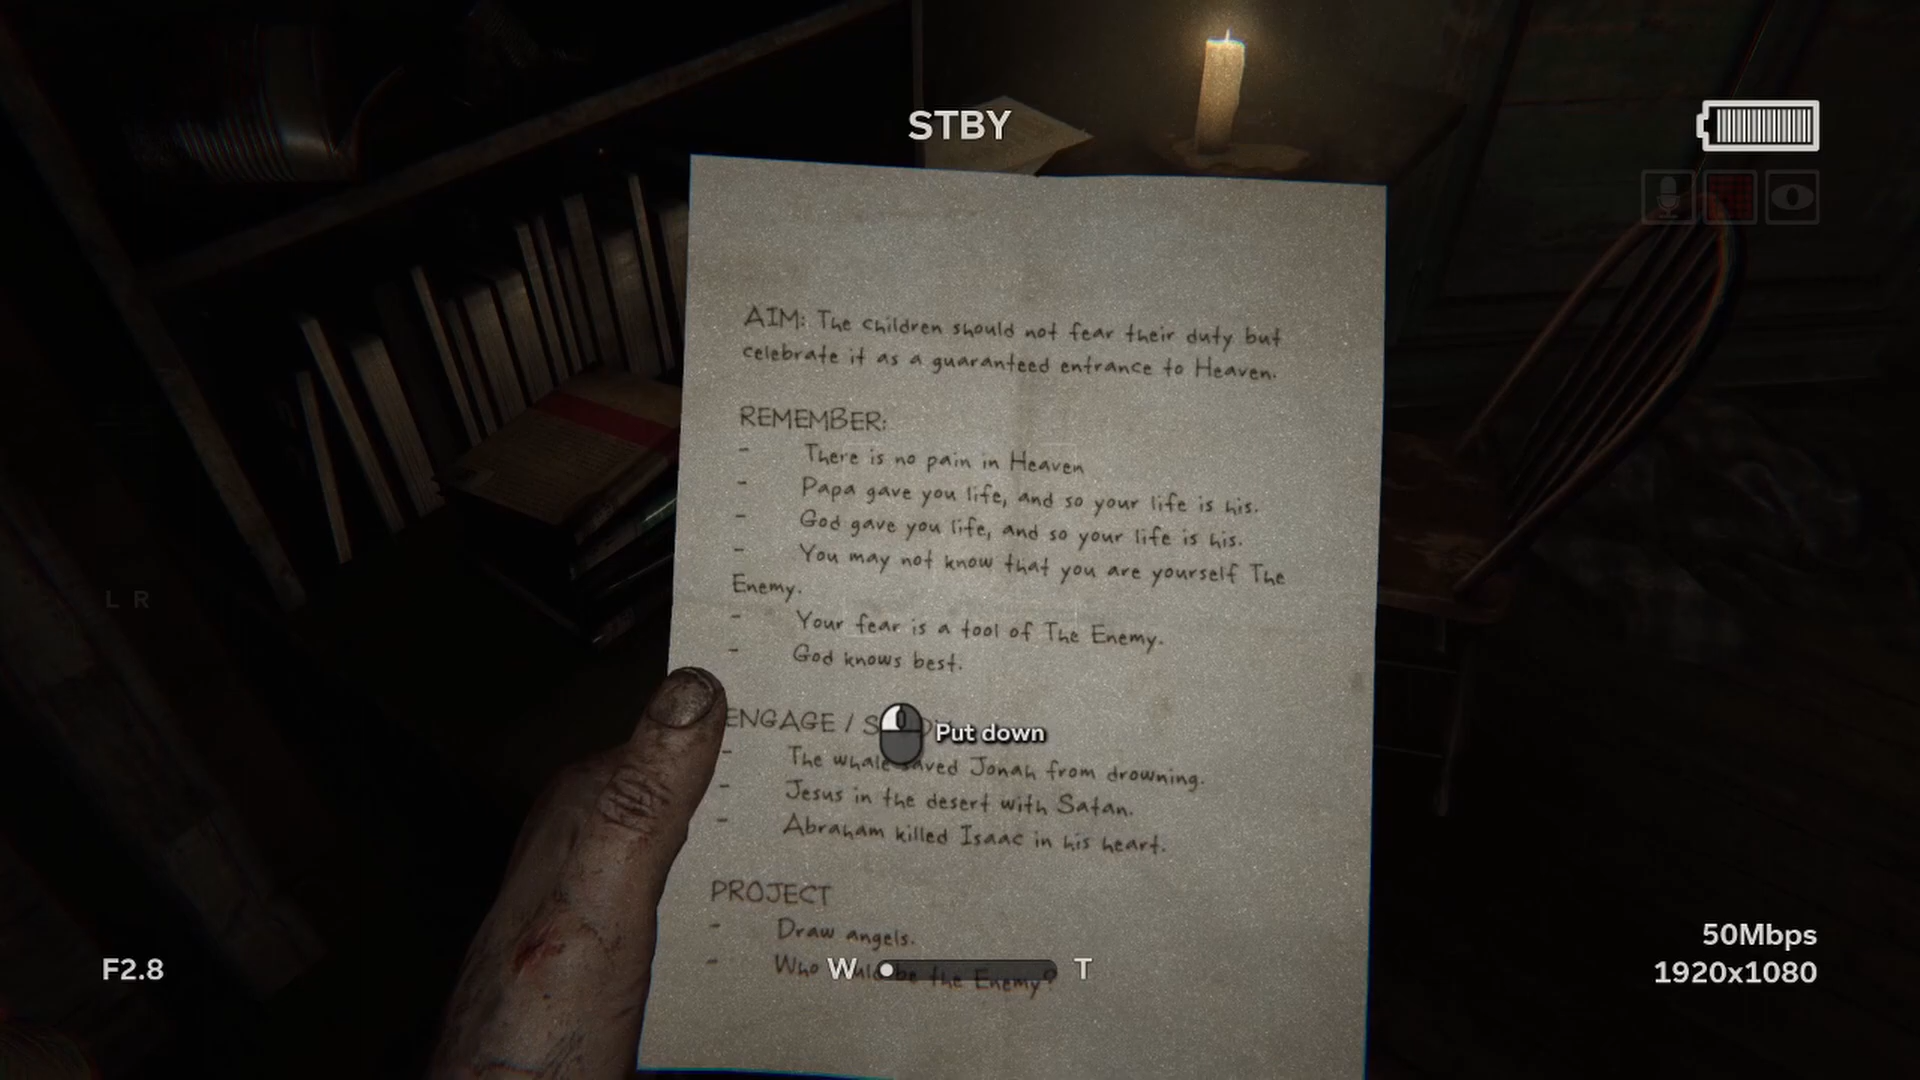 STBY
AIM: The children should not fear their duty but
celebrate it as a guaranteed entrance to Heaven.
REMEMBER:
- There is no pain in Heaven
- Papa gave you life, and so your life is his.
- God gave you life, and so your life is his.
- You may not know that you are yourself The
Enemy.
- Your fear is a tool of The Enemy.
- God knows best.
L R
ENGAGE /
Put down
- The whale saved Jonah from drowning.
- Jesus in the desert with Satan.
- Abraham killed Isaac in his heart.
PROJECT
- Draw angels.
- Who be the Enemy?
W T
F2.8
50Mbps
1920x1080